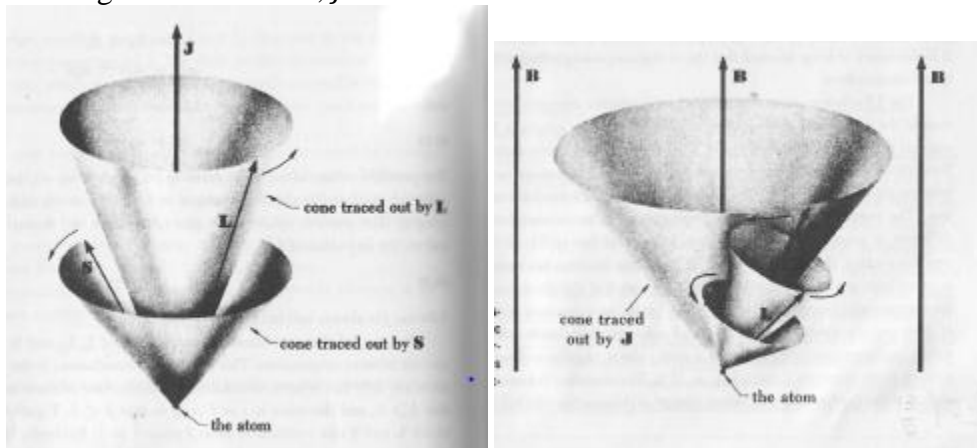 J
L
S
cone traced out by L
cone traced out by S
the atom
B
B
B
L
cone traced
out by J
the atom